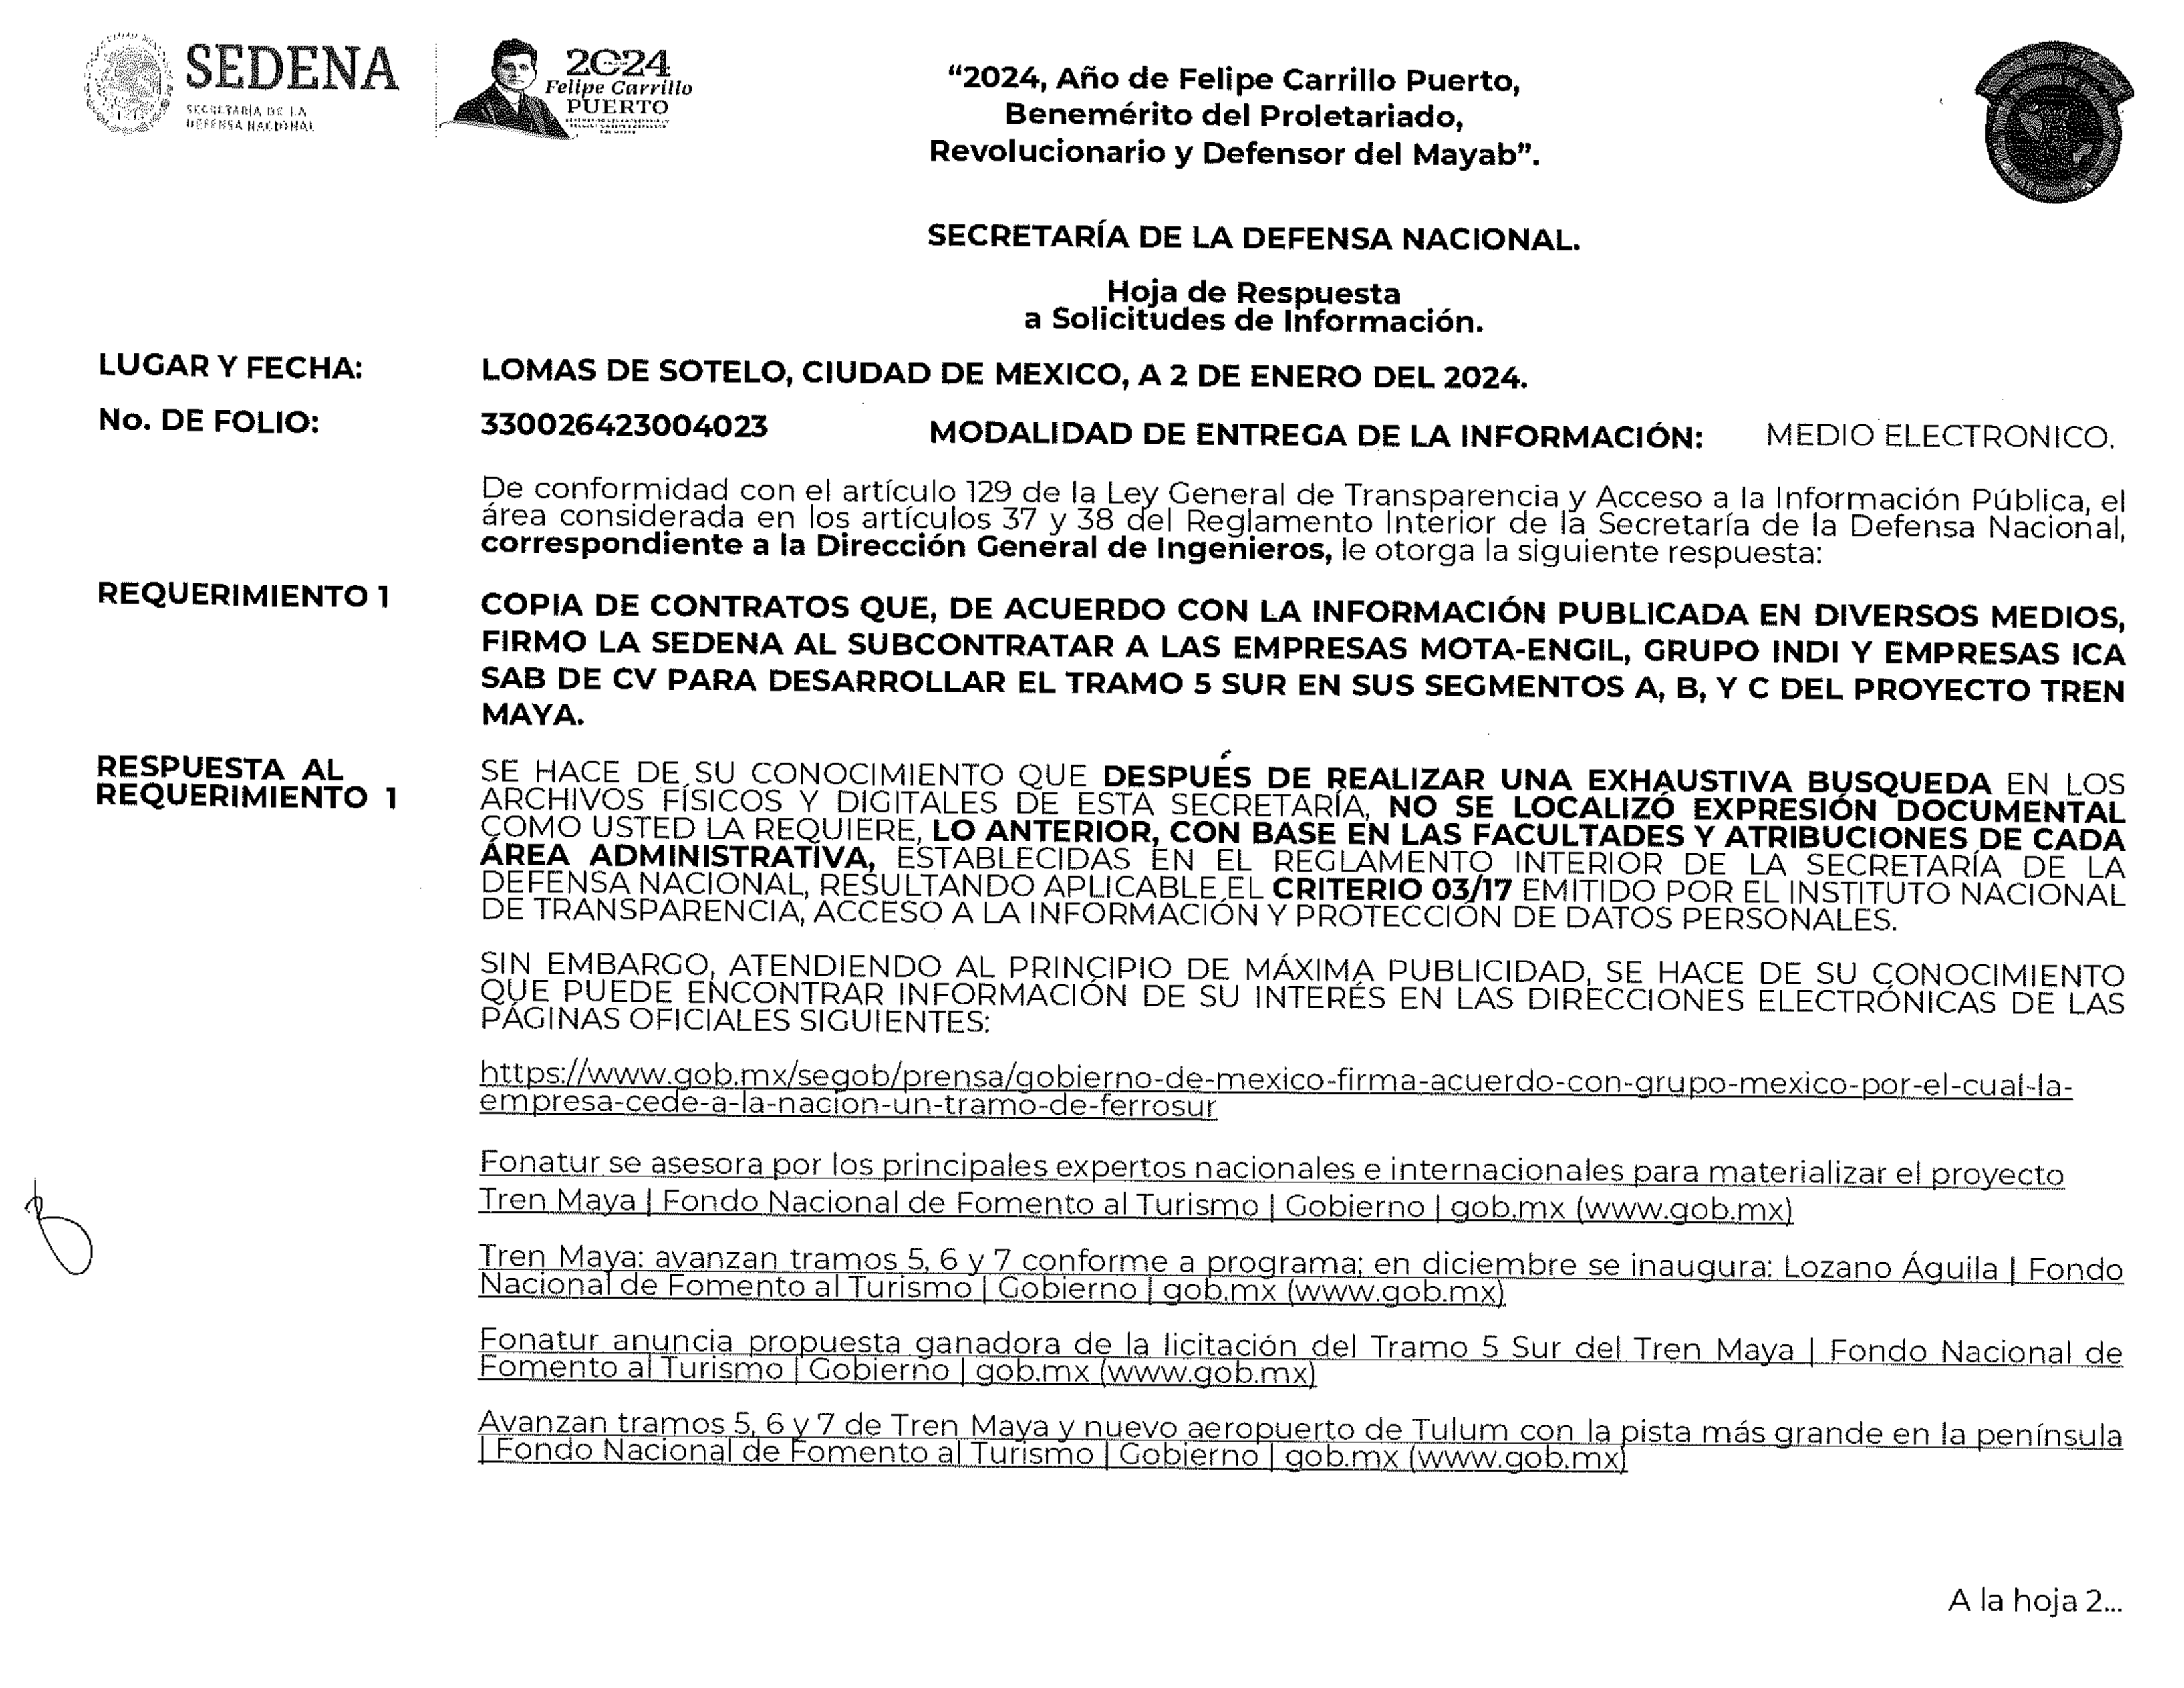 SEDENA
SECRETARÍA DE LA
DEFENSA NACIONAL
2024
Felipe Carrillo
PUERTO
“2024, Año de Felipe Carrillo Puerto,
Benemérito del Proletariado,
Revolucionario y Defensor del Mayab”.
SECRETARÍA DE LA DEFENSA NACIONAL.
Hoja de Respuesta
a Solicitudes de Información.
LUGAR Y FECHA: LOMAS DE SOTELO, CIUDAD DE MEXICO, A 2 DE ENERO DEL 2024.
No. DE FOLIO: 330026423004023 MODALIDAD DE ENTREGA DE LA INFORMACIÓN: MEDIO ELECTRONICO.
De conformidad con el artículo 129 de la Ley General de Transparencia y Acceso a la Información Pública, el
área considerada en los artículos 37 y 38 del Reglamento Interior de la Secretaría de la Defensa Nacional,
correspondiente a la Dirección General de Ingenieros, le otorga la siguiente respuesta:
REQUERIMIENTO 1 COPIA DE CONTRATOS QUE, DE ACUERDO CON LA INFORMACIÓN PUBLICADA EN DIVERSOS MEDIOS,
FIRMO LA SEDENA AL SUBCONTRATAR A LAS EMPRESAS MOTA-ENGIL, GRUPO INDI Y EMPRESAS ICA
SAB DE CV PARA DESARROLLAR EL TRAMO 5 SUR EN SUS SEGMENTOS A, B, Y C DEL PROYECTO TREN
MAYA.
RESPUESTA AL
REQUERIMIENTO 1
SE HACE DE SU CONOCIMIENTO QUE DESPUÉS DE REALIZAR UNA EXHAUSTIVA BUSQUEDA EN LOS
ARCHIVOS FÍSICOS Y DIGITALES DE ESTA SECRETARÍA, NO SE LOCALIZÓ EXPRESIÓN DOCUMENTAL
COMO USTED LA REQUIERE, LO ANTERIOR, CON BASE EN LAS FACULTADES Y ATRIBUCIONES DE CADA
ÁREA ADMINISTRATIVA, ESTABLECIDAS EN EL REGLAMENTO INTERIOR DE LA SECRETARÍA DE LA
DEFENSA NACIONAL, RESULTANDO APLICABLE EL CRITERIO 03/17 EMITIDO POR EL INSTITUTO NACIONAL
DE TRANSPARENCIA, ACCESO A LA INFORMACIÓN Y PROTECCIÓN DE DATOS PERSONALES.
SIN EMBARGO, ATENDIENDO AL PRINCIPIO DE MÁXIMA PUBLICIDAD, SE HACE DE SU CONOCIMIENTO
QUE PUEDE ENCONTRAR INFORMACIÓN DE SU INTERÉS EN LAS DIRECCIONES ELECTRÓNICAS DE LAS
PÁGINAS OFICIALES SIGUIENTES:
https://www.gob.mx/segob/prensa/gobierno-de-mexico-firma-acuerdo-con-grupo-mexico-por-el-cual-la-
empresa-cede-a-la-nacion-un-tramo-de-ferrosur
Fonatur se asesora por los principales expertos nacionales e internacionales para materializar el proyecto
Tren Maya | Fondo Nacional de Fomento al Turismo | Gobierno | gob.mx (www.gob.mx)
Tren Maya: avanzan tramos 5, 6 y 7 conforme a programa; en diciembre se inaugura: Lozano Águila | Fondo
Nacional de Fomento al Turismo | Gobierno | gob.mx (www.gob.mx)
Fonatur anuncia propuesta ganadora de la licitación del Tramo 5 Sur del Tren Maya | Fondo Nacional de
Fomento al Turismo | Gobierno | gob.mx (www.gob.mx)
Avanzan tramos 5, 6 y 7 de Tren Maya y nuevo aeropuerto de Tulum con la pista más grande en la península
| Fondo Nacional de Fomento al Turismo | Gobierno | gob.mx (www.gob.mx)
A la hoja 2...